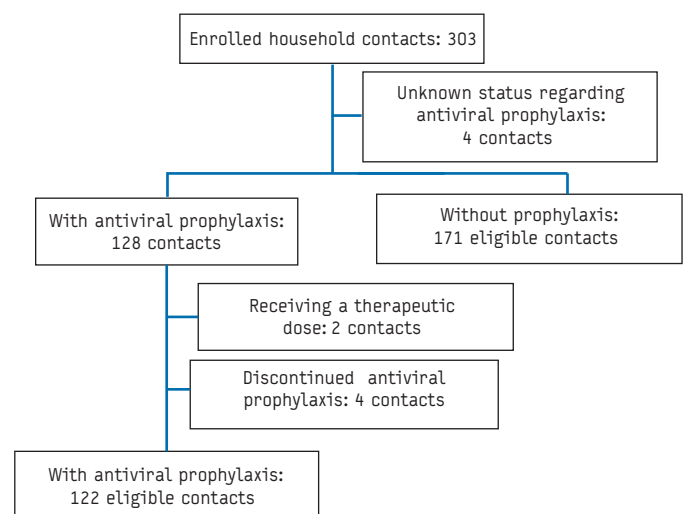 Enrolled household contacts: 303
Unknown status regarding
antiviral prophylaxis:
4 contacts
With antiviral prophylaxis:
128 contacts
Without prophylaxis:
171 eligible contacts
Receiving a therapeutic
dose: 2 contacts
Discontinued antiviral
prophylaxis: 4 contacts
With antiviral prophylaxis:
122 eligible contacts